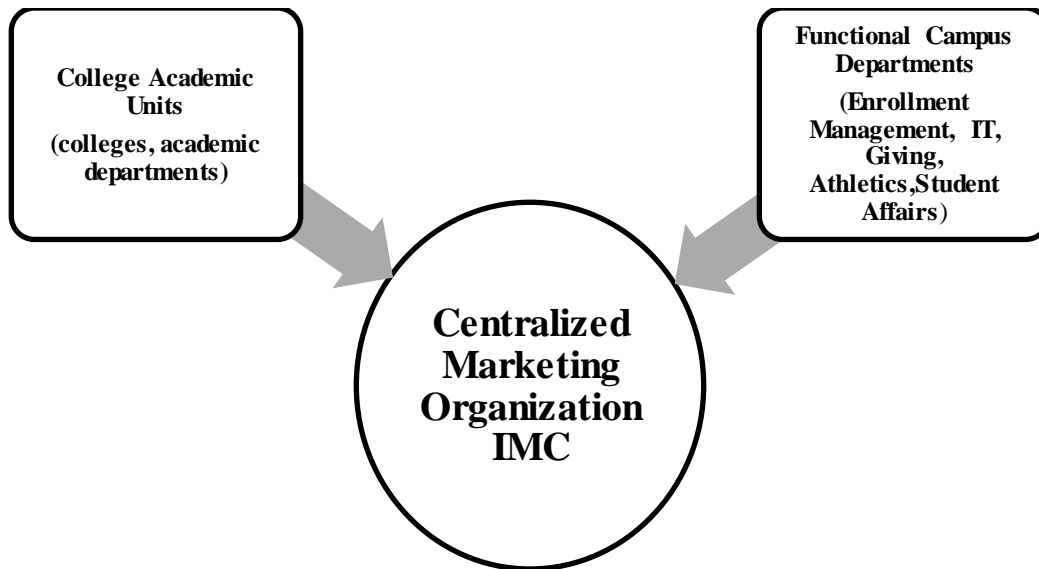 College Academic
Units
(colleges, academic
departments)
Functional Campus
Departments
(Enrollment
Management, IT,
Giving,
Athletics,Student
Affairs)
Centralized
Marketing
Organization
IMC